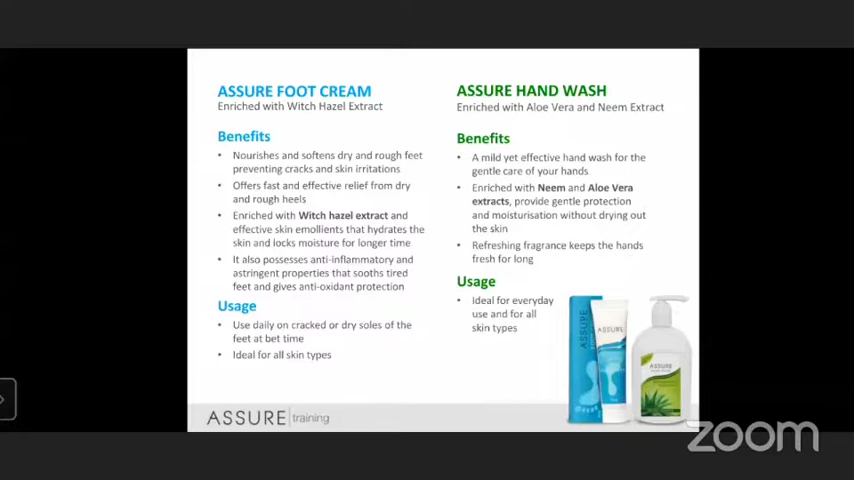 ASSURE FOOT CREAM
Enriched with Witch Hazel Extract
Benefits
• Nourishes and softens dry and rough feet
preventing cracks and skin irritations
• Offers fast and effective relief from dry
and rough heels
• Enriched with Witch hazel extract and
effective skin emollients that hydrates the
skin and locks moisture for longer time
• It also possesses anti-inflammatory and
astringent properties that sooths tired
feet and gives anti-oxidant protection
Usage
• Use daily on cracked or dry soles of the
feet at bet time
• Ideal for all skin types
ASSURE HAND WASH
Enriched with Aloe Vera and Neem Extract
Benefits
• A mild yet effective hand wash for the
gentle care of your hands
• Enriched with Neem and Aloe Vera
extracts, provide gentle protection
and moisturisation without drying out
the skin
• Refreshing fragrance keeps the hands
fresh for long
Usage
• Ideal for everyday
use and for all
skin types
ASSURE
ASSURE
ASSURE
ASSURE training
zoom